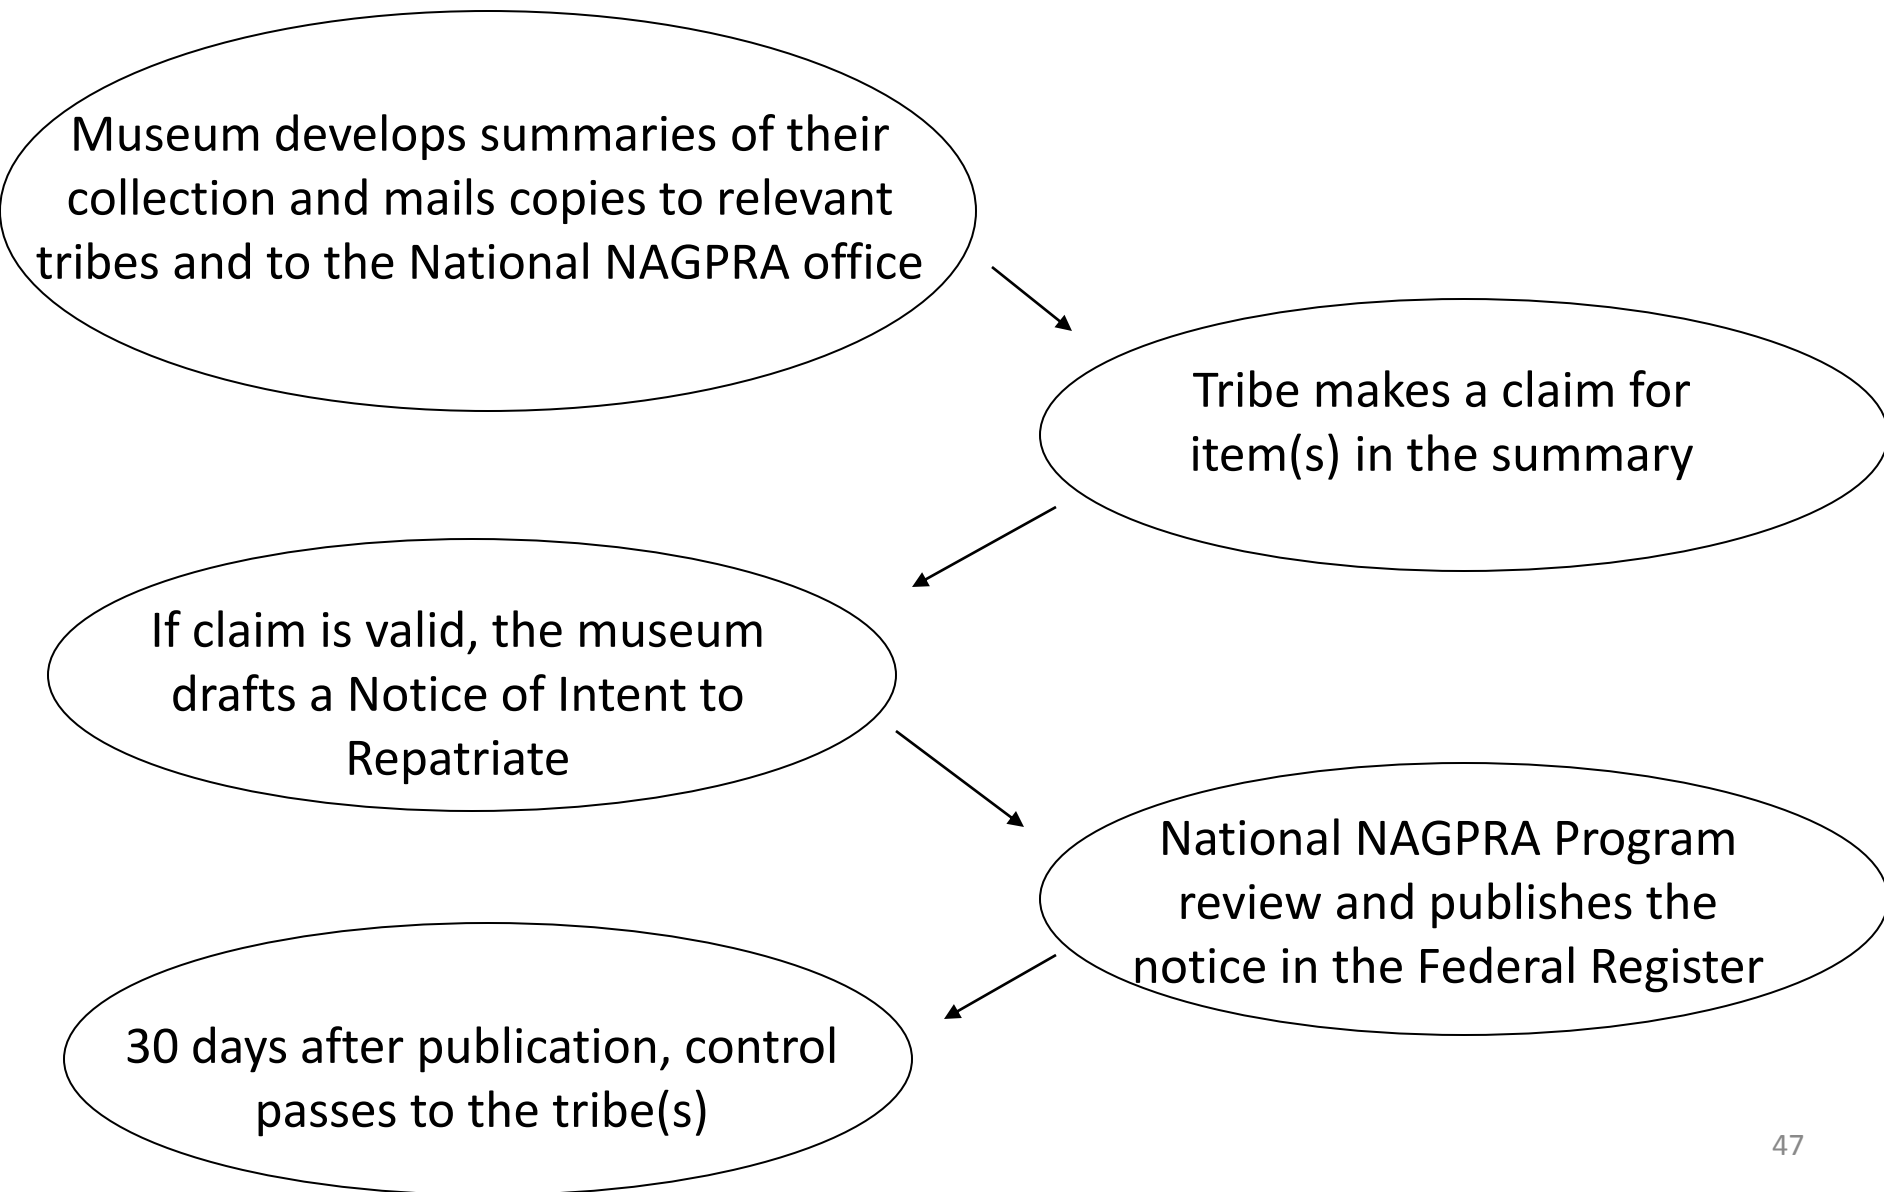 Museum develops summaries of their
collection and mails copies to relevant
tribes and to the National NAGPRA office
Tribe makes a claim for
item(s) in the summary
If claim is valid, the museum
drafts a Notice of Intent to
Repatriate
National NAGPRA Program
review and publishes the
notice in the Federal Register
30 days after publication, control
passes to the tribe(s)
47